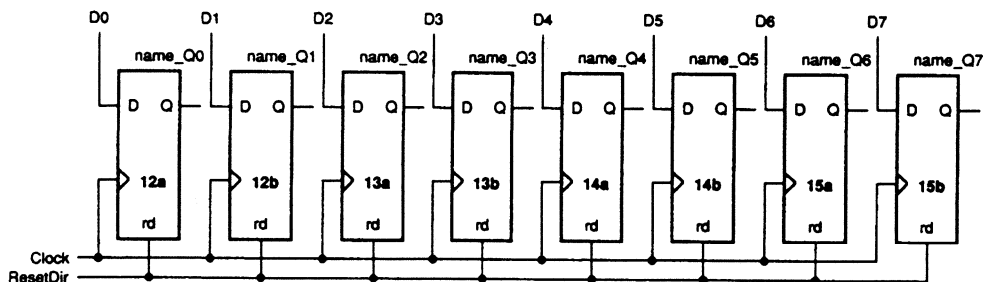 D0 D1 D2 D3 D4 D5 D6 D7
name_Q0 name_Q1 name_Q2 name_Q3 name_Q4 name_Q5 name_Q6 name_Q7
D Q D Q D Q D Q D Q D Q D Q D Q
12a 12b 13a 13b 14a 14b 15a 15b
rd rd rd rd rd rd rd rd
Clock
ResetDir